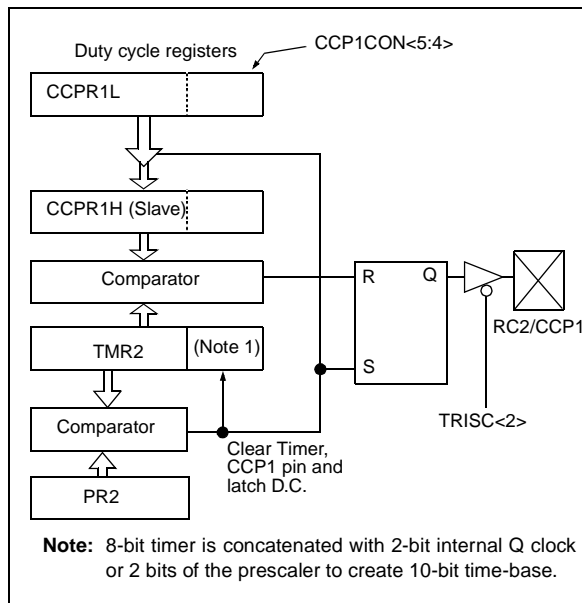 Duty cycle registers
CCP1CON<5:4>
CCPR1L
CCPR1H (Slave)
Comparator
R
Q
RC2/CCP1
TMR2
(Note 1)
S
TRISC<2>
Comparator
Clear Timer,
CCP1 pin and
latch D.C.
PR2
Note: 8-bit timer is concatenated with 2-bit internal Q clock
or 2 bits of the prescaler to create 10-bit time-base.